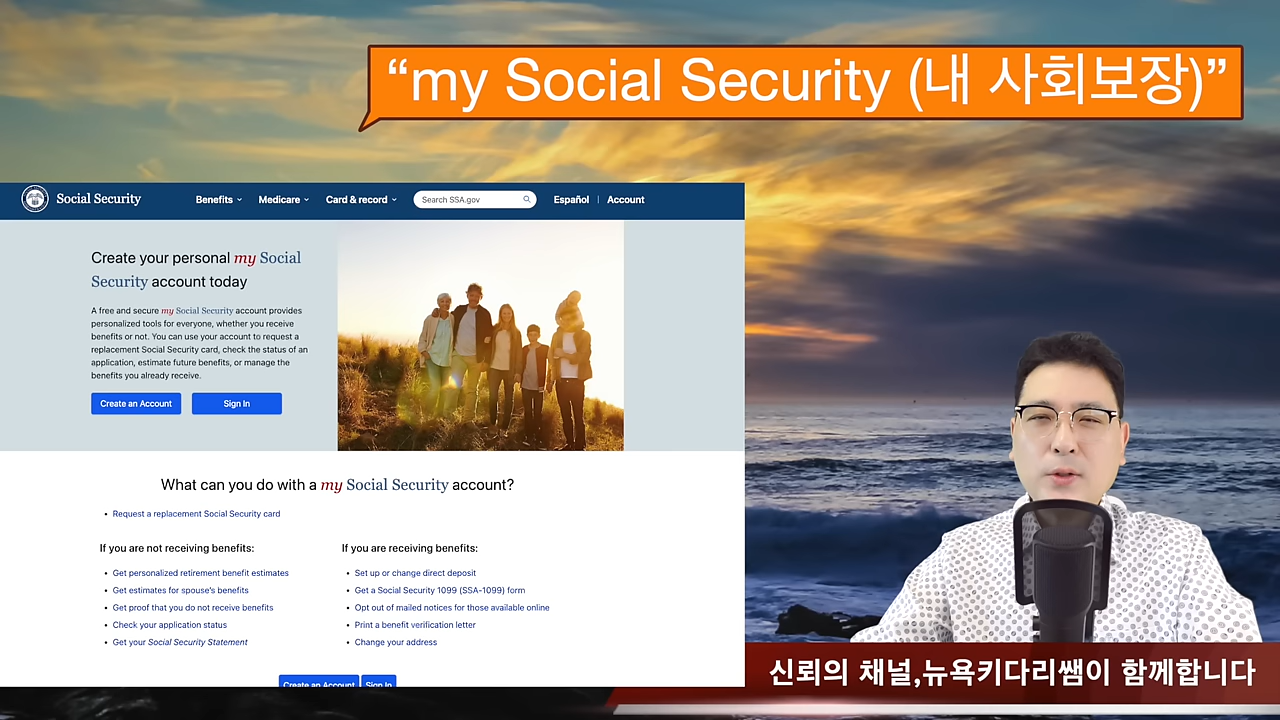 “my Social Security (내 사회보장)”
Social Security
Benefits
Medicare
Card & record
Search SSA.gov
Español
Account
Create your personal my Social
Security account today
A free and secure my Social Security account provides
personalized tools for everyone, whether you receive
benefits or not. You can use your account to request a
replacement Social Security card, check the status of an
application, estimate future benefits, or manage the
benefits you already receive.
Create an Account
Sign In
What can you do with a my Social Security account?
Request a replacement Social Security card
If you are not receiving benefits:
Get personalized retirement benefit estimates
Get estimates for spouse's benefits
Get proof that you do not receive benefits
Check your application status
Get your Social Security Statement
If you are receiving benefits:
Set up or change direct deposit
Get a Social Security 1099 (SSA-1099) form
Opt out of mailed notices for those available online
Print a benefit verification letter
Change your address
Create an Account
Sign In
신뢰의 채널,뉴욕키다리쌤이 함께합니다